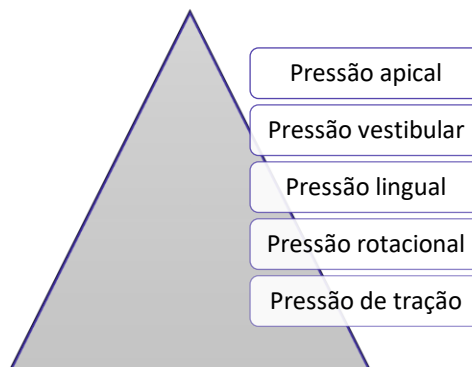 Pressão apical
Pressão vestibular
Pressão lingual
Pressão rotacional
Pressão de tração